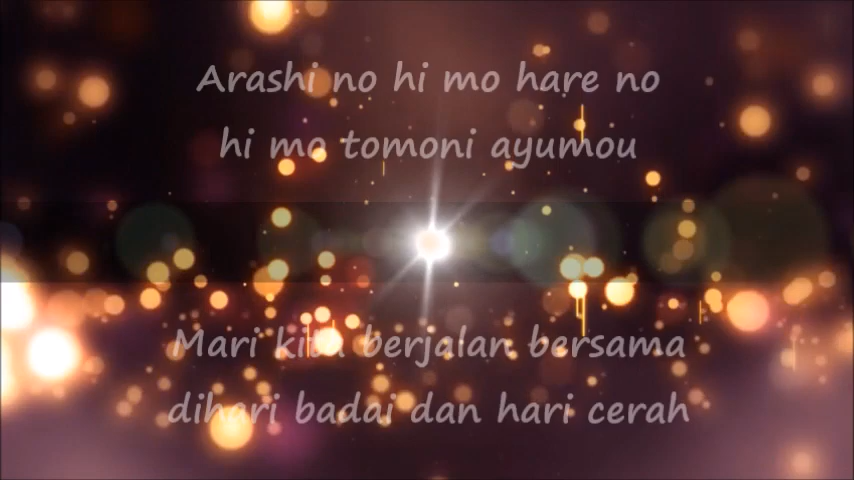 Arashi no hi mo hare no
hi mo tomoni ayumou
Mari kita berjalan bersama
dihari badai dan hari cerah